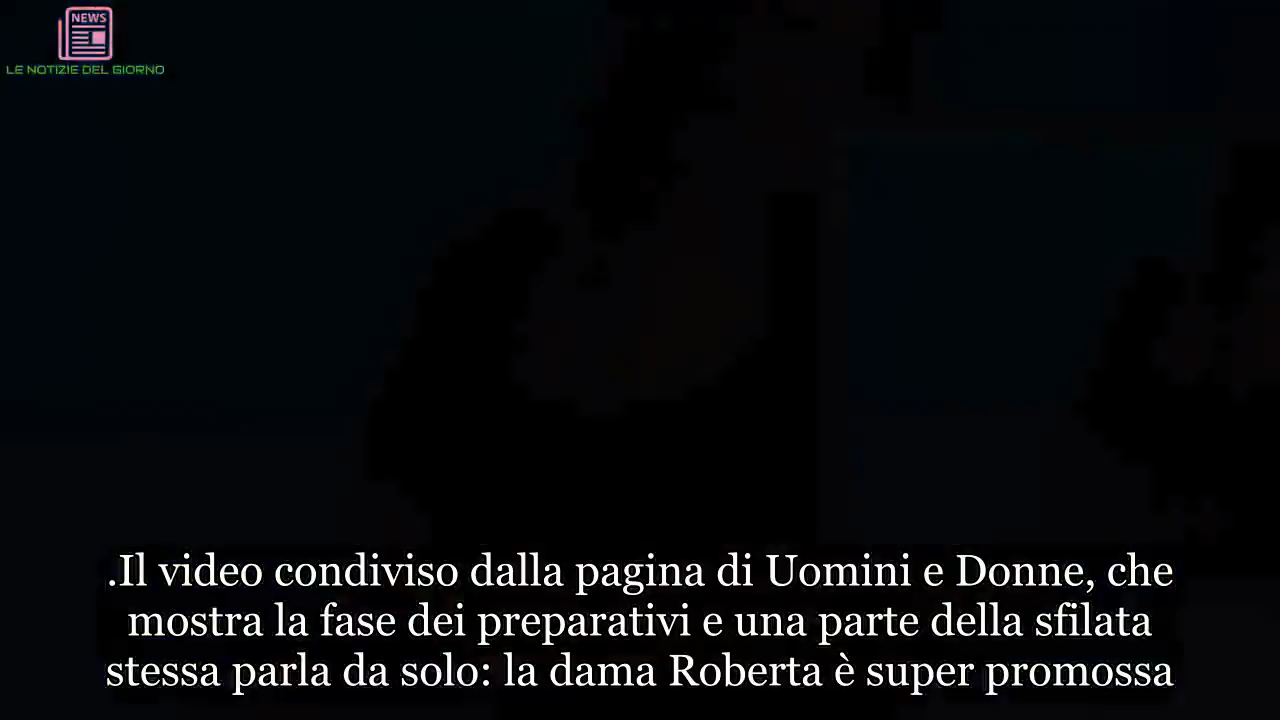 NEWS
LE NOTIZIE DEL GIORNO
.Il video condiviso dalla pagina di Uomini e Donne, che
mostra la fase dei preparativi e una parte della sfilata
stessa parla da solo: la dama Roberta è super promossa